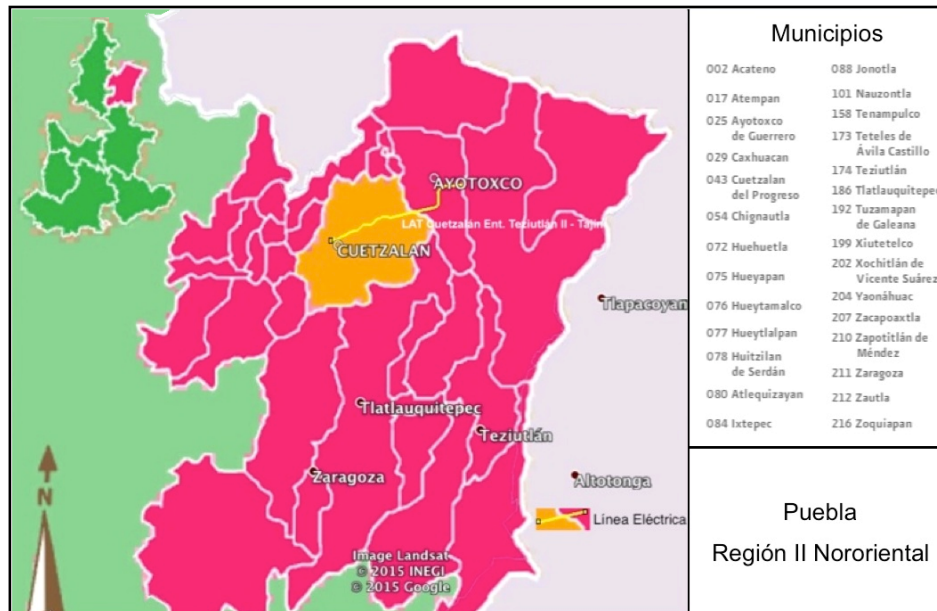 AYOTOXCO
LAT Cuetzalán Ent. Teziutlán II - Tajín
CUETZALAN
Tlapacoyan
Tlatlauquitepec
Teziutlán
Zaragoza
Altotonga
N
Línea Eléctrica
Image Landsat
© 2015 INEGI
© 2015 Google
Municipios
002 Acateno
017 Atempan
025 Ayotoxco
de Guerrero
029 Caxhuacan
043 Cuetzalan
del Progreso
054 Chignautla
072 Huehuetla
075 Hueyapan
076 Hueytamalco
077 Hueytlalpan
078 Huitzilan
de Serdán
080 Atlequizayan
084 Ixtepec
088 Jonotla
101 Nauzontla
158 Tenampulco
173 Teteles de
Ávila Castillo
174 Teziutlán
186 Tlatlauquitepec
192 Tuzamapan
de Galeana
199 Xiutetelco
202 Xochitlán de
Vicente Suárez
204 Yaonáhuac
207 Zacapoaxtla
210 Zapotitlán de
Méndez
211 Zaragoza
212 Zautla
216 Zoquiapan
Puebla
Región II Nororiental